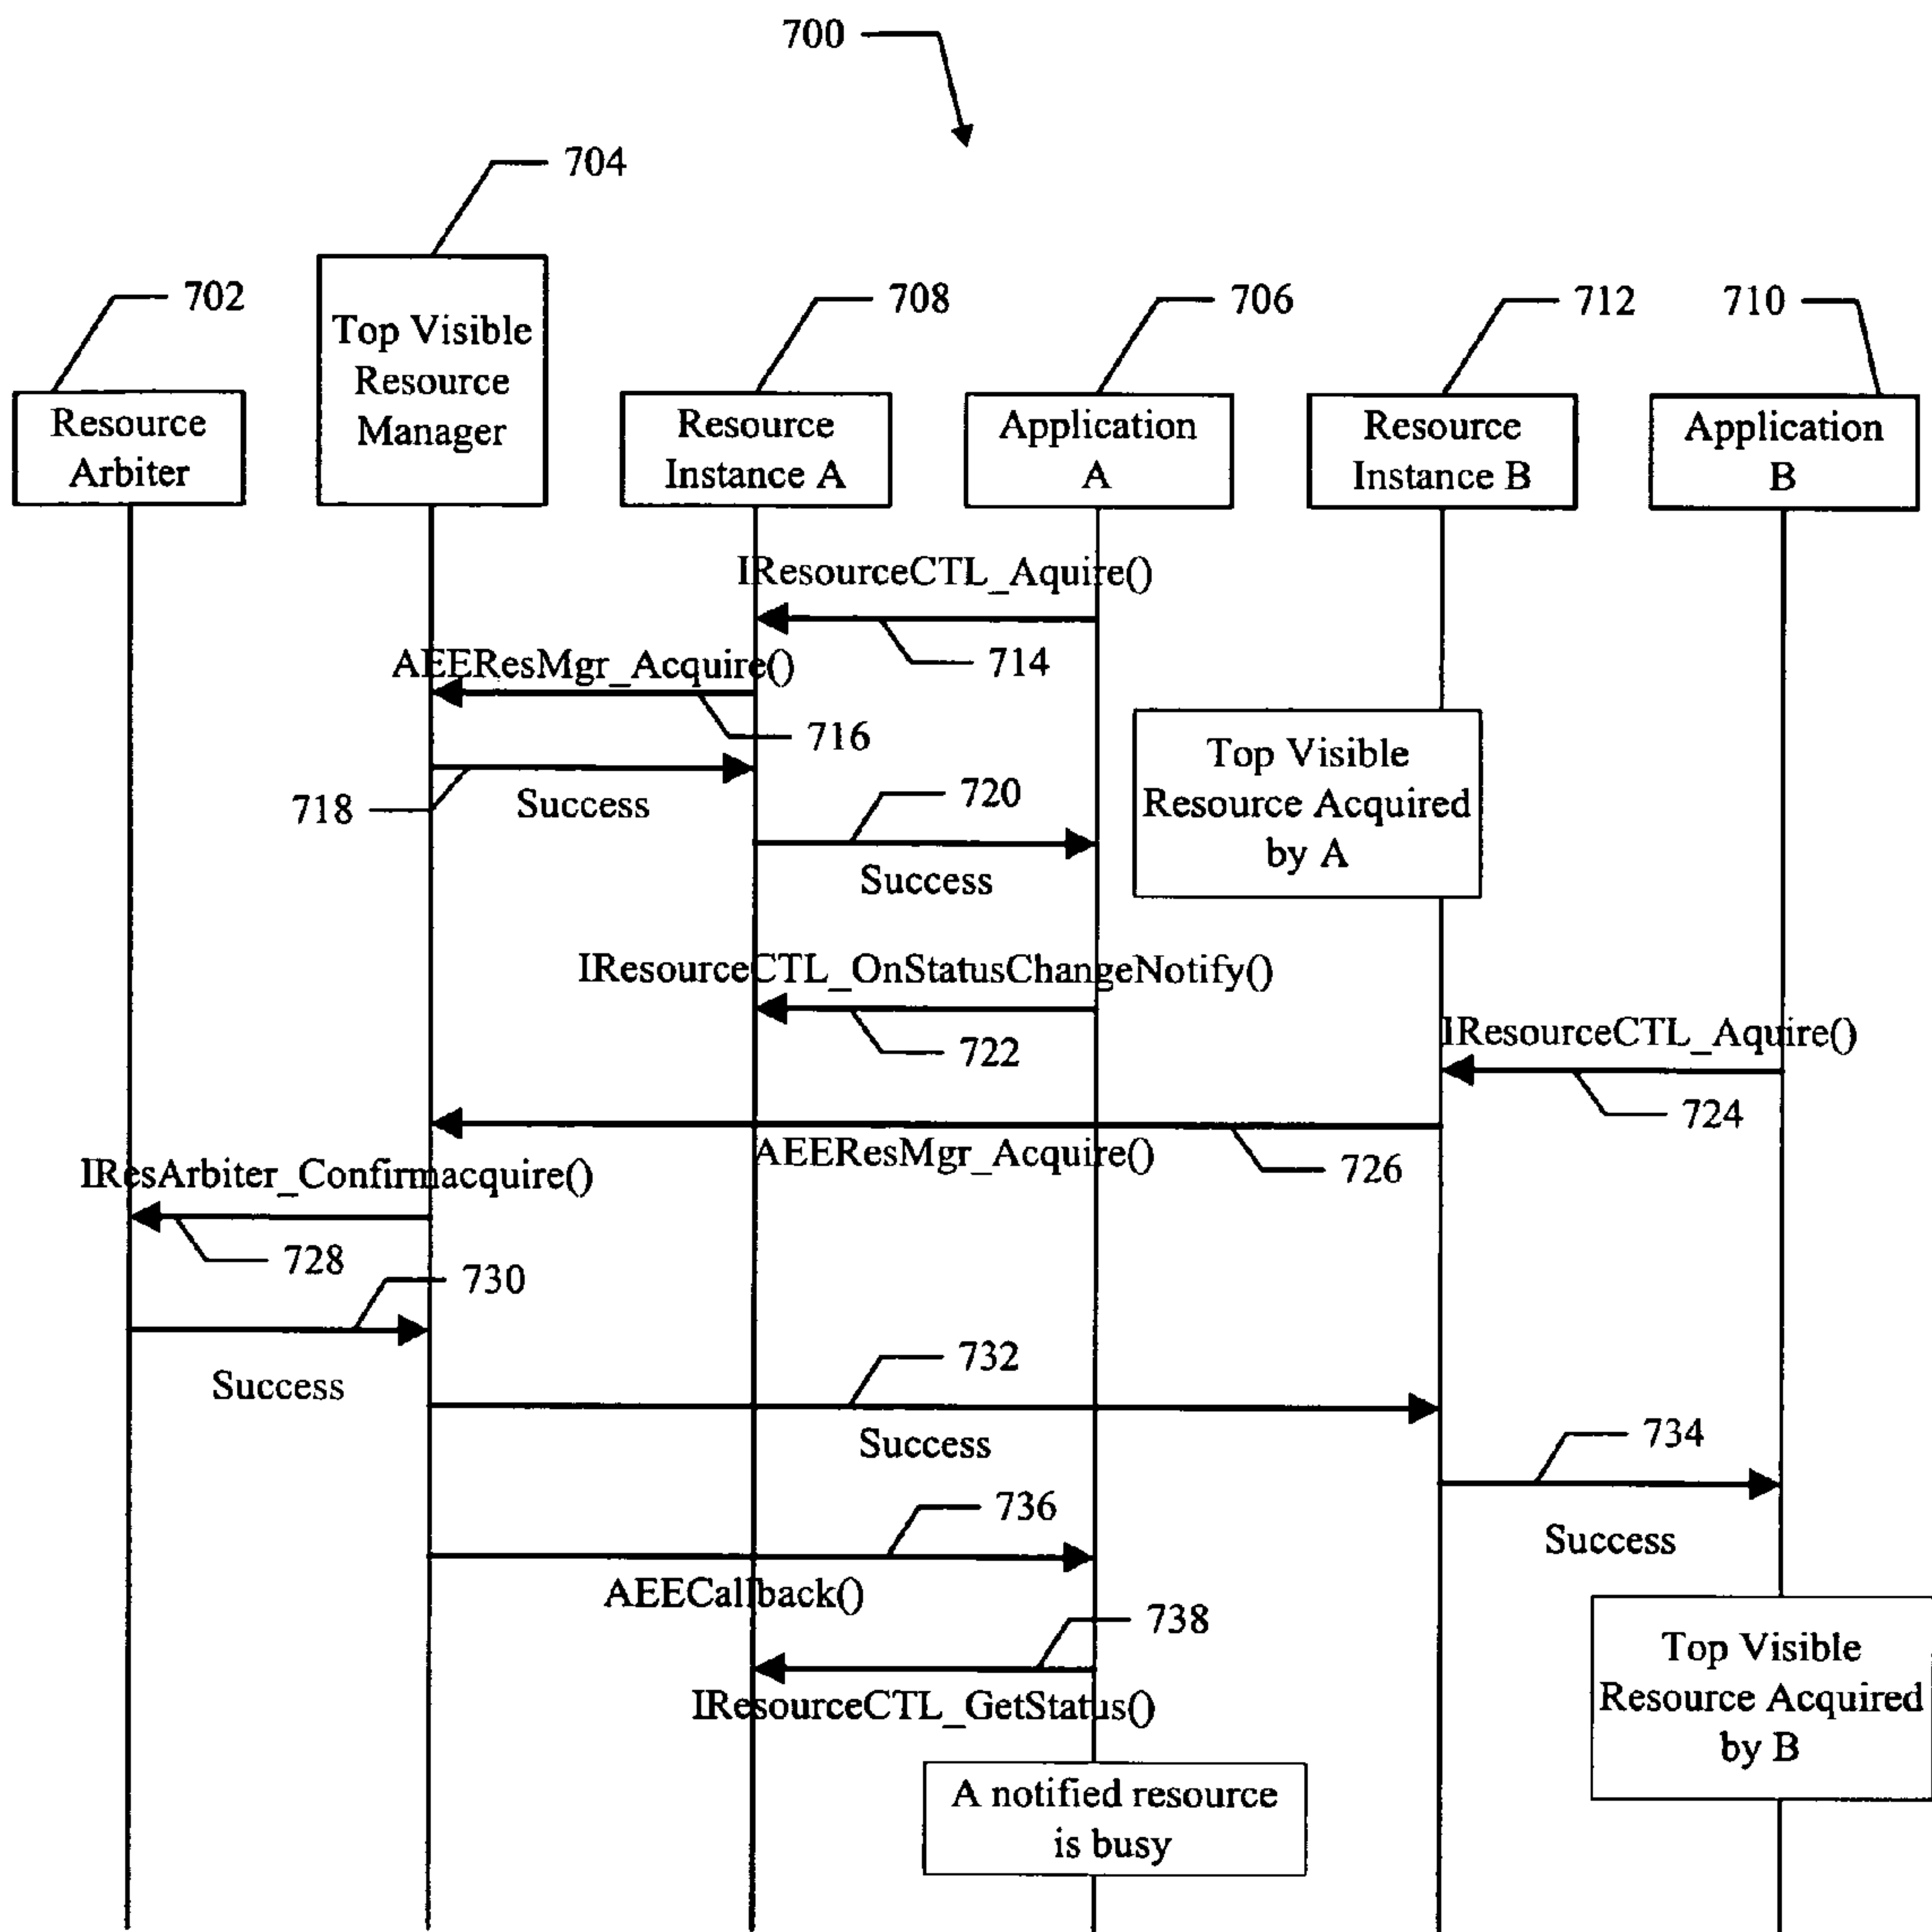 700
704
702
708
706
712
710
Top Visible
Resource
Manager
Resource
Arbiter
Resource
Instance A
Application
A
Resource
Instance B
Application
B
IResourceCTL_Aquire()
714
AEEResMgr_Acquire()
716
718
Success
720
Success
Top Visible
Resource Acquired
by A
IResourceCTL_OnStatusChangeNotify()
722
IResourceCTL_Aquire()
724
AEEResMgr_Acquire()
726
IResArbiter_Confirmacquire()
728
730
Success
732
Success
734
Success
736
AEECallback()
738
IResourceCTL_GetStatus()
Top Visible
Resource Acquired
by B
A notified resource
is busy